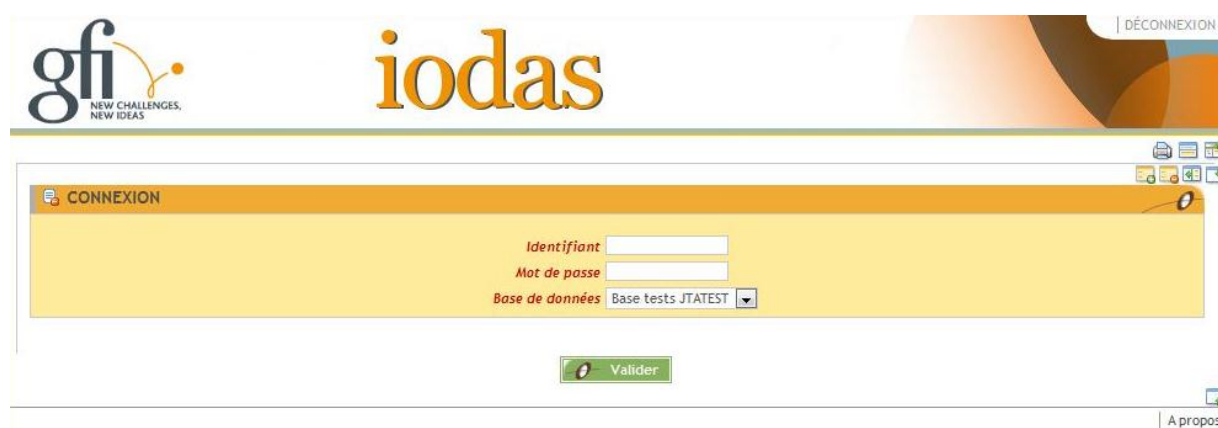 DÉCONNEXION
gfi
NEW CHALLENGES,
NEW IDEAS
iodas
CONNEXION
Identifiant
Mot de passe
Base de données Base tests JTATEST
Valider
A propos